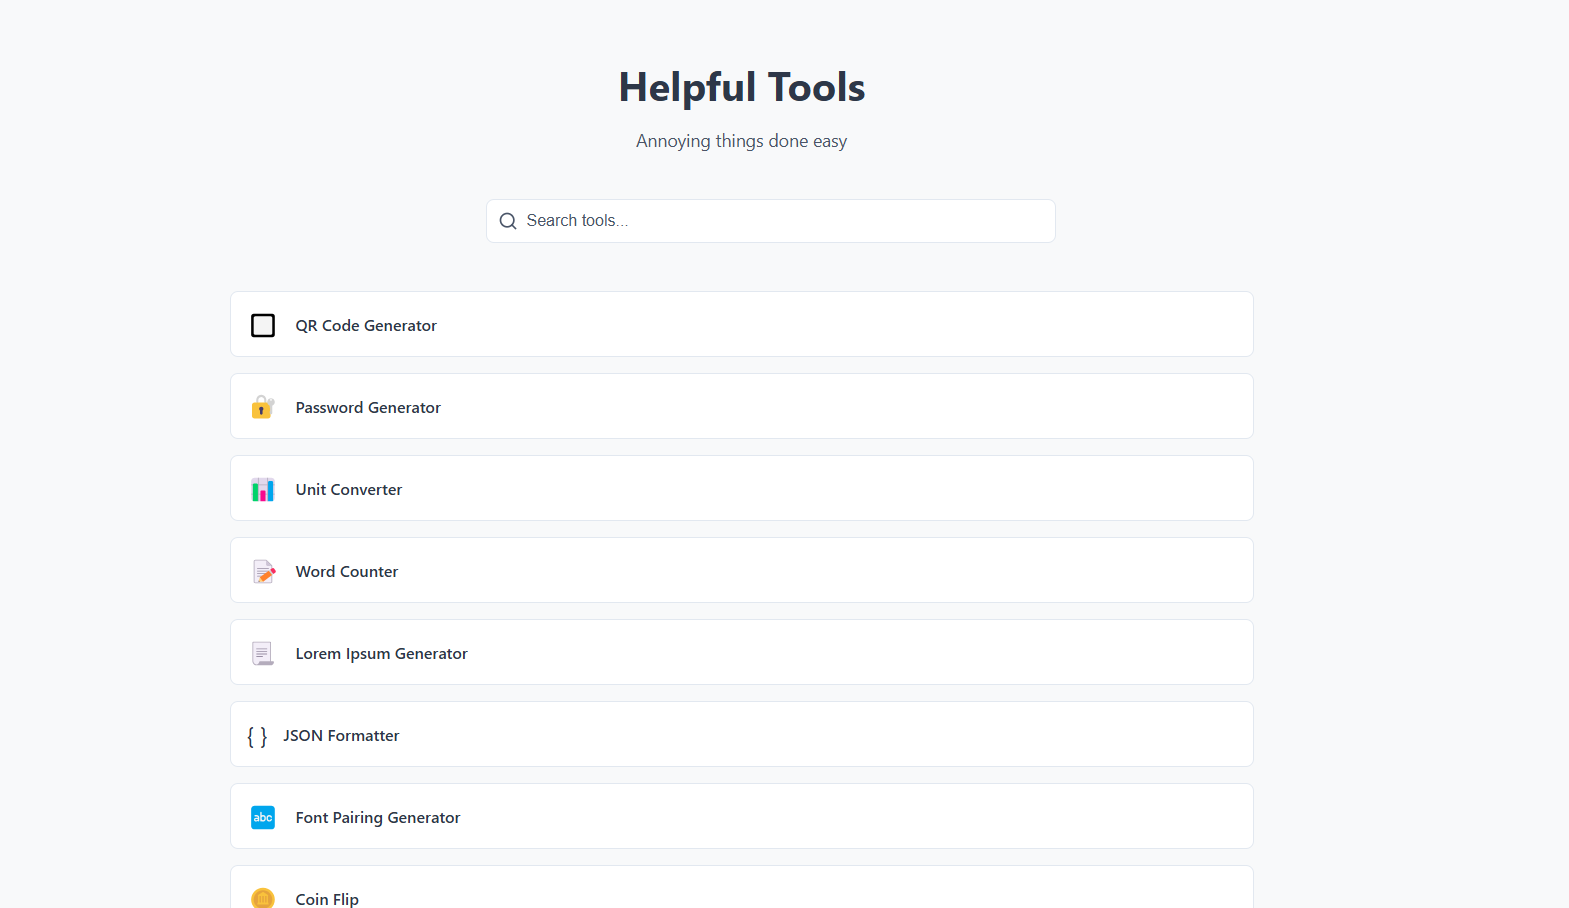 Helpful Tools
Annoying things done easy
Search tools...
QR Code Generator
Password Generator
Unit Converter
Word Counter
Lorem Ipsum Generator
{ } JSON Formatter
abc Font Pairing Generator
Coin Flip